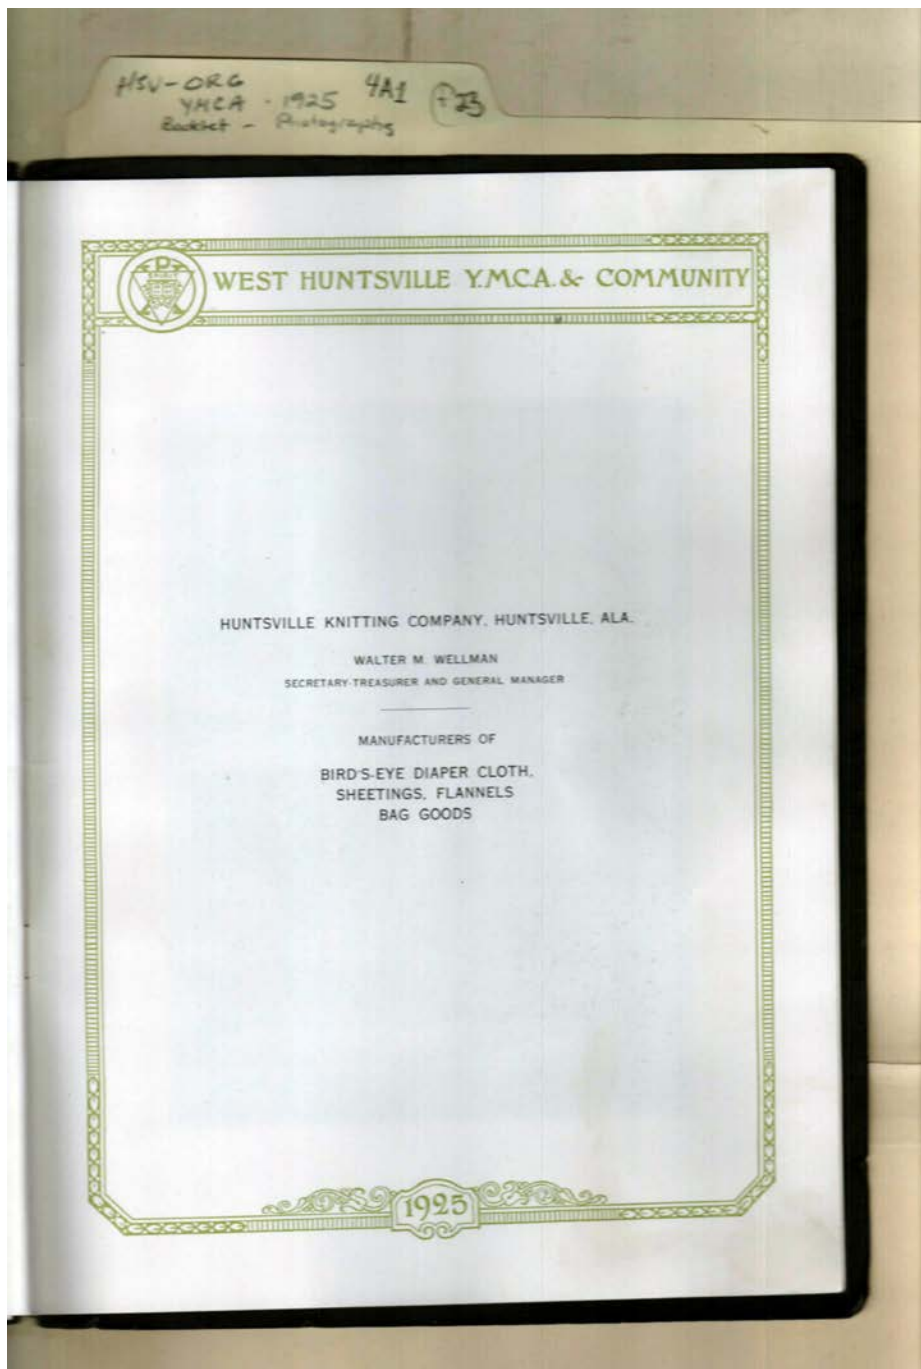 HSV-ORG 4A1
YMCA - 1925
Booklet - Photographs
WEST HUNTSVILLE Y.M.C.A. & COMMUNITY
HUNTSVILLE KNITTING COMPANY, HUNTSVILLE, ALA.
WALTER M. WELLMAN
SECRETARY-TREASURER AND GENERAL MANAGER
MANUFACTURERS OF
BIRD'S-EYE DIAPER CLOTH,
SHEETINGS, FLANNELS
BAG GOODS
1925